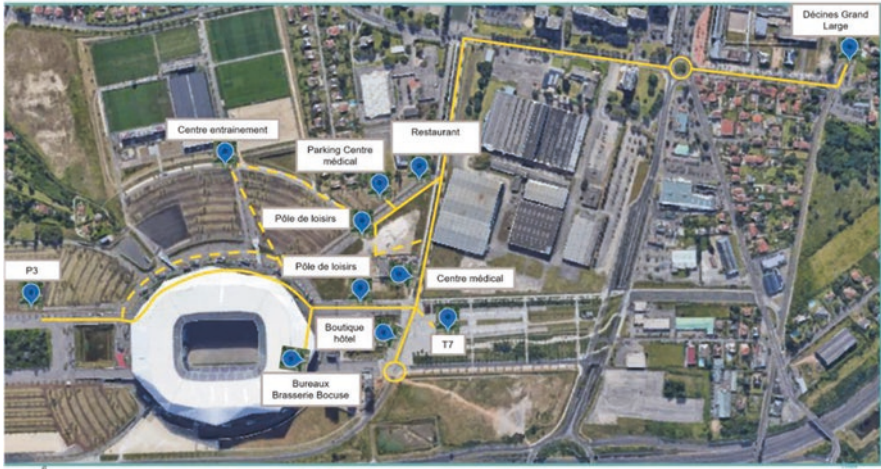 Décines Grand
Large
Centre entrainement
Parking Centre
médical
Restaurant
Pôle de loisirs
Pôle de loisirs
P3
Centre médical
Boutique
hôtel
T7
Bureaux
Brasserie Bocuse